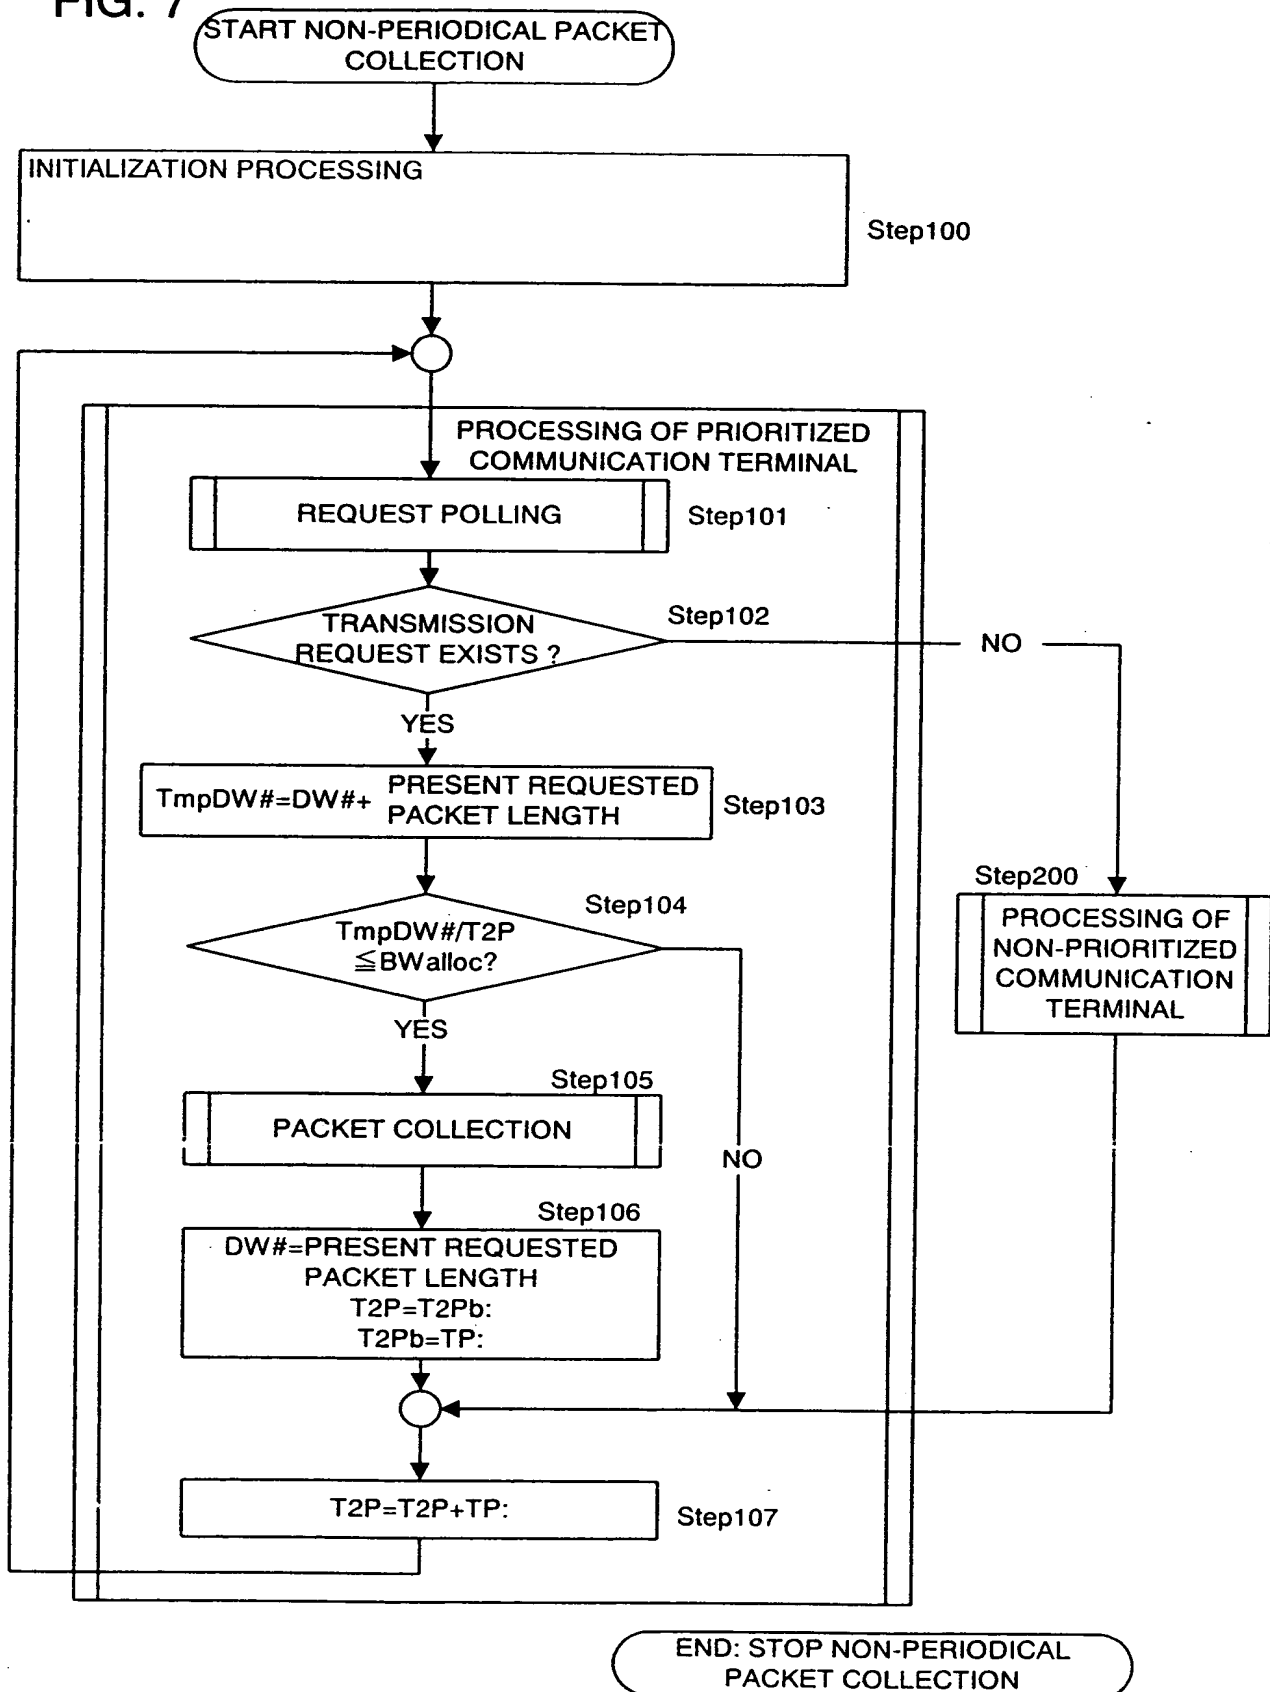 FIG. 7
START NON-PERIODICAL PACKET
COLLECTION
INITIALIZATION PROCESSING
Step100
PROCESSING OF PRIORITIZED
COMMUNICATION TERMINAL
REQUEST POLLING
Step101
Step102
TRANSMISSION
REQUEST EXISTS ?
NO
YES
TmpDW#=DW#+ PRESENT REQUESTED
PACKET LENGTH
Step103
Step104
TmpDW#/T2P
≦BWalloc?
Step200
PROCESSING OF
NON-PRIORITIZED
COMMUNICATION
TERMINAL
YES
Step105
PACKET COLLECTION
NO
Step106
DW#=PRESENT REQUESTED
PACKET LENGTH
T2P=T2Pb:
T2Pb=TP:
T2P=T2P+TP:
Step107
END: STOP NON-PERIODICAL
PACKET COLLECTION